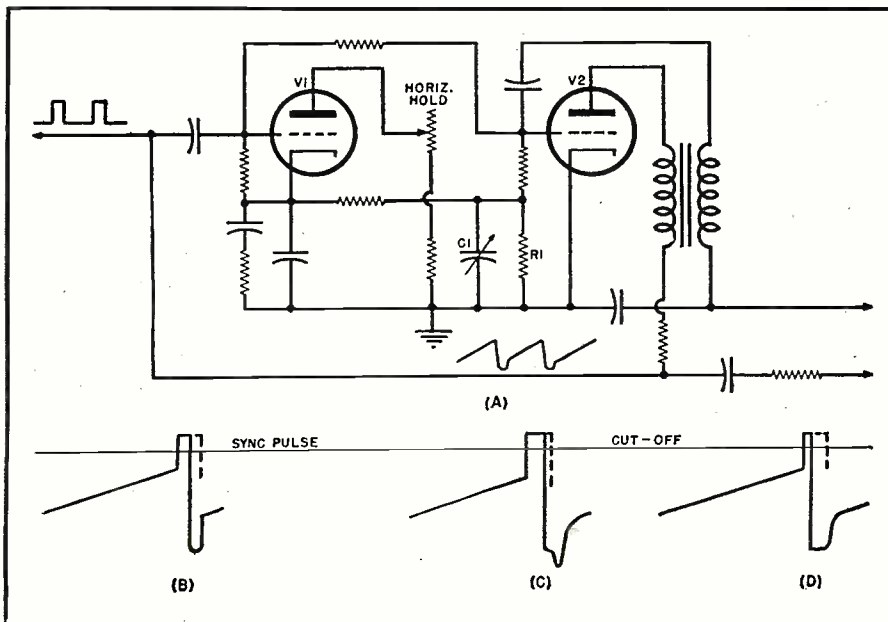 V1
HORIZ.
HOLD
V2
C1
R1
(A)
SYNC PULSE
CUT-OFF
(B)
(C)
(D)